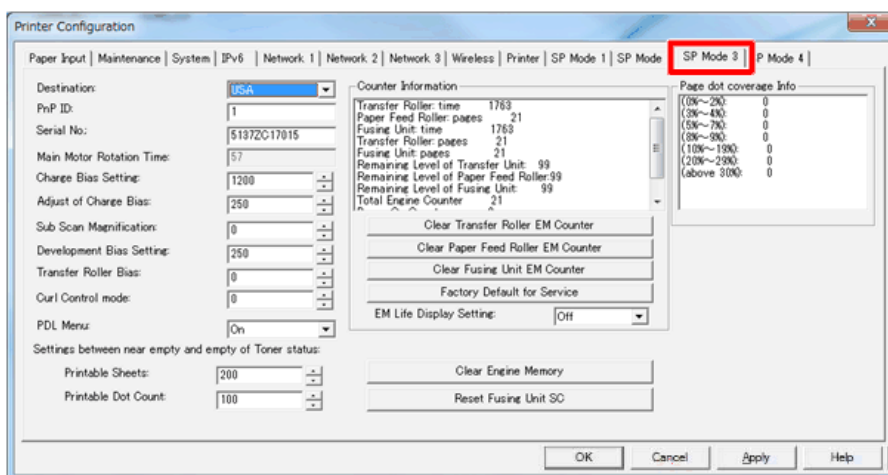 Printer Configuration
Paper Input
Maintenance
System
IPv6
Network 1
Network 2
Network 3
Wireless
Printer
SP Mode 1
SP Mode
SP Mode 3
P Mode 4
Destination:
USA
PnP ID:
1
Serial No.:
5137ZC17015
Main Motor Rotation Time:
57
Charge Bias Setting:
1200
Adjust of Charge Bias:
250
Sub Scan Magnification:
0
Development Bias Setting:
250
Transfer Roller Bias:
0
Curl Control mode:
0
PDL Menu:
On
Settings between near empty and empty of Toner status:
Printable Sheets:
200
Printable Dot Count:
100
Counter Information
Transfer Roller: time 1763
Paper Feed Roller: pages 21
Fusing Unit: time 1763
Transfer Roller: pages 21
Fusing Unit: pages 21
Remaining Level of Transfer Unit: 99
Remaining Level of Paper Feed Roller:99
Remaining Level of Fusing Unit: 99
Total Engine Counter 21
Clear Transfer Roller EM Counter
Clear Paper Feed Roller EM Counter
Clear Fusing Unit EM Counter
Factory Default for Service
EM Life Display Setting:
Off
Clear Engine Memory
Reset Fusing Unit SC
Page dot coverage Info
(0%～2%): 0
(3%～4%): 0
(5%～7%): 0
(8%～9%): 0
(10%～19%): 0
(20%～29%): 0
(above 30%): 0
OK
Cancel
Apply
Help